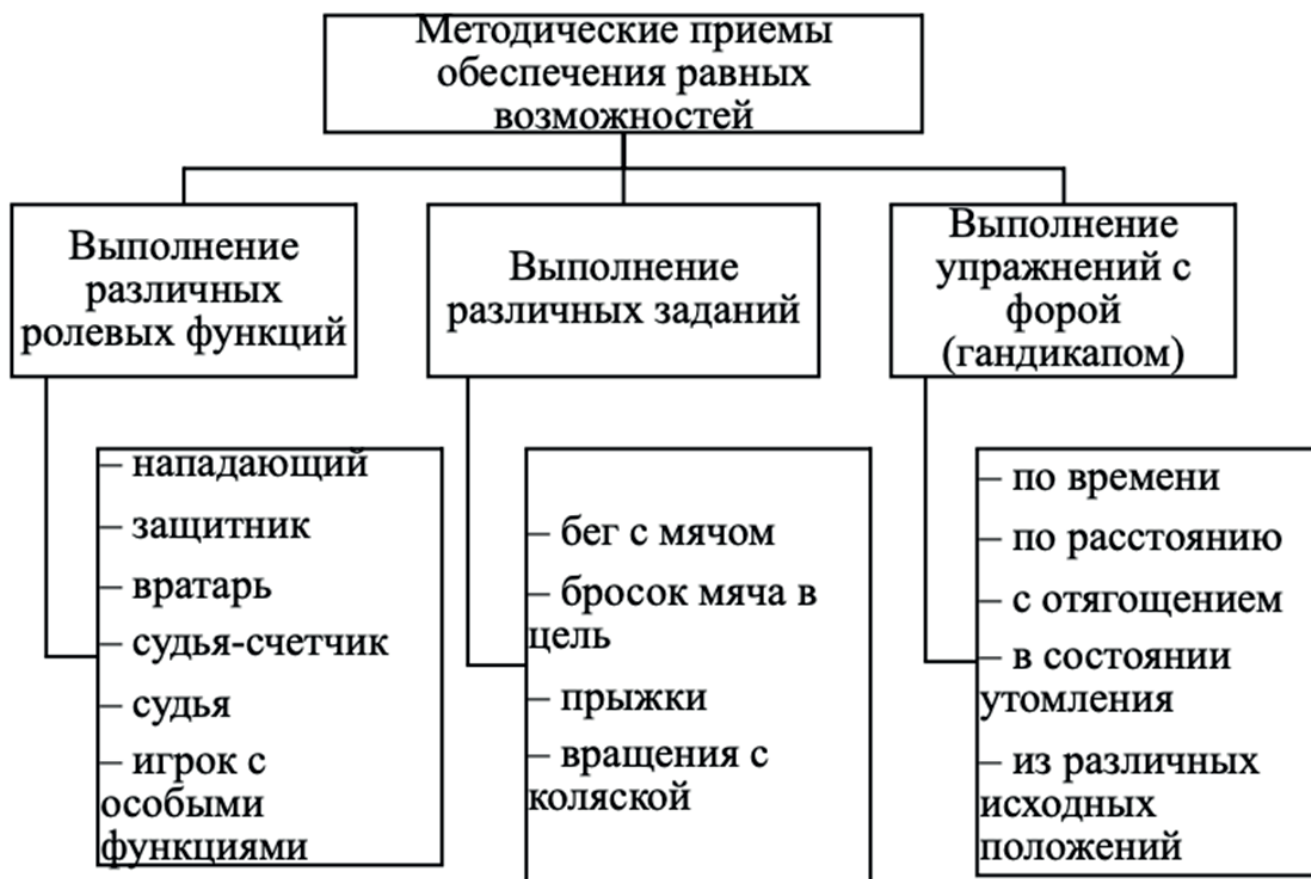 Методические приемы
обеспечения равных
возможностей
Выполнение
различных
ролевых функций
Выполнение
различных заданий
Выполнение
упражнений с
форой
(гандикапом)
– нападающий
– защитник
– вратарь
– судья-счетчик
– судья
– игрок с
особыми
функциями
– бег с мячом
– бросок мяча в
цель
– прыжки
– вращения с
коляской
– по времени
– по расстоянию
– с отягощением
– в состоянии
утомления
– из различных
исходных
положений